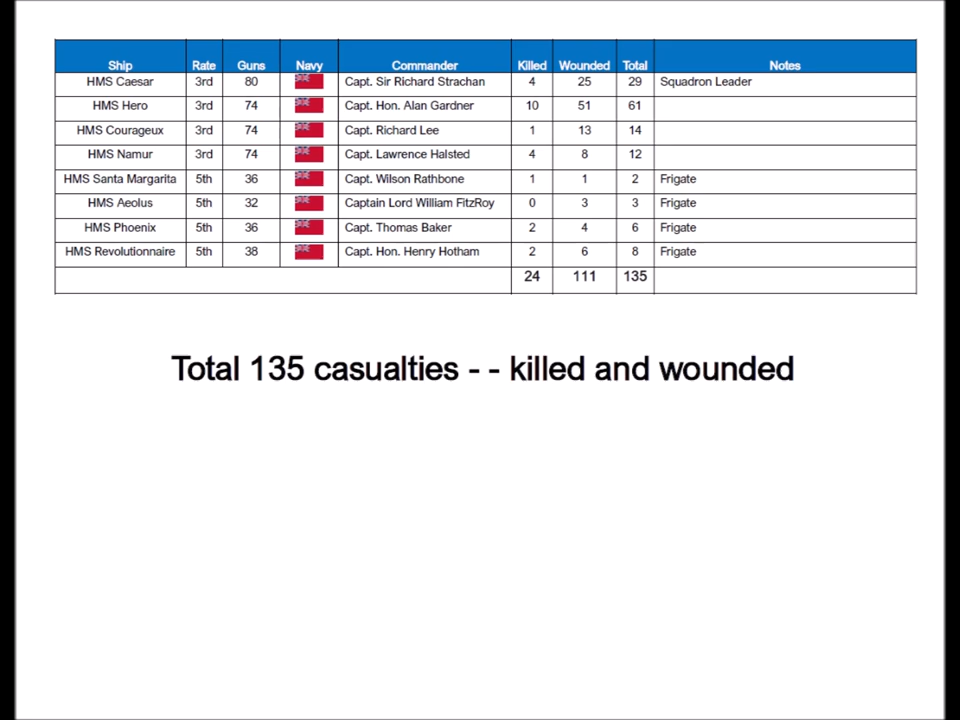 Ship Rate Guns Navy Commander Killed Wounded Total Notes
HMS Caesar 3rd 80 Capt. Sir Richard Strachan 4 25 29 Squadron Leader
HMS Hero 3rd 74 Capt. Hon. Alan Gardner 10 51 61
HMS Courageux 3rd 74 Capt. Richard Lee 1 13 14
HMS Namur 3rd 74 Capt. Lawrence Halsted 4 8 12
HMS Santa Margarita 5th 36 Capt. Wilson Rathbone 1 1 2 Frigate
HMS Aeolus 5th 32 Captain Lord William FitzRoy 0 3 3 Frigate
HMS Phoenix 5th 36 Capt. Thomas Baker 2 4 6 Frigate
HMS Revolutionnaire 5th 38 Capt. Hon. Henry Hotham 2 6 8 Frigate
24 111 135
Total 135 casualties - - killed and wounded